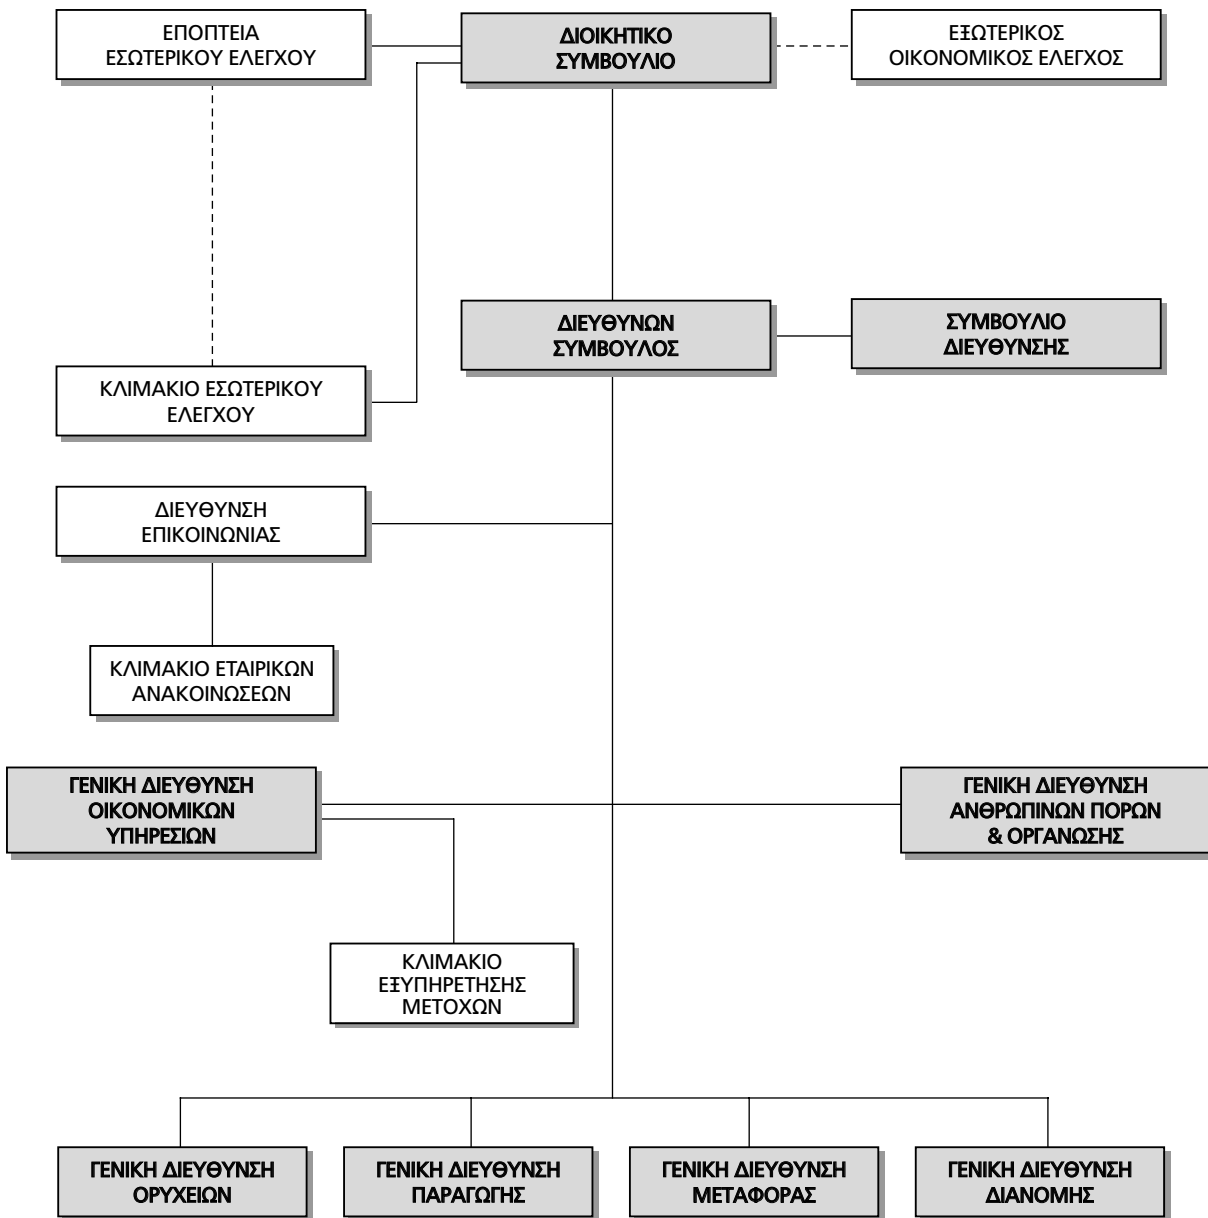 ΕΠΟΠΤΕΙΑ
ΕΣΩΤΕΡΙΚΟΥ ΕΛΕΓΧΟΥ
ΔΙΟΙΚΗΤΙΚΟ
ΣΥΜΒΟΥΛΙΟ
ΕΞΩΤΕΡΙΚΟΣ
ΟΙΚΟΝΟΜΙΚΟΣ ΕΛΕΓΧΟΣ
ΔΙΕΥΘΥΝΩΝ
ΣΥΜΒΟΥΛΟΣ
ΣΥΜΒΟΥΛΙΟ
ΔΙΕΥΘΥΝΣΗΣ
ΚΛΙΜΑΚΙΟ ΕΣΩΤΕΡΙΚΟΥ
ΕΛΕΓΧΟΥ
ΔΙΕΥΘΥΝΣΗ
ΕΠΙΚΟΙΝΩΝΙΑΣ
ΚΛΙΜΑΚΙΟ ΕΤΑΙΡΙΚΩΝ
ΑΝΑΚΟΙΝΩΣΕΩΝ
ΓΕΝΙΚΗ ΔΙΕΥΘΥΝΣΗ
ΟΙΚΟΝΟΜΙΚΩΝ
ΥΠΗΡΕΣΙΩΝ
ΓΕΝΙΚΗ ΔΙΕΥΘΥΝΣΗ
ΑΝΘΡΩΠΙΝΩΝ ΠΟΡΩΝ
& ΟΡΓΑΝΩΣΗΣ
ΚΛΙΜΑΚΙΟ
ΕΞΥΠΗΡΕΤΗΣΗΣ
ΜΕΤΟΧΩΝ
ΓΕΝΙΚΗ ΔΙΕΥΘΥΝΣΗ
ΟΡΥΧΕΙΩΝ
ΓΕΝΙΚΗ ΔΙΕΥΘΥΝΣΗ
ΠΑΡΑΓΩΓΗΣ
ΓΕΝΙΚΗ ΔΙΕΥΘΥΝΣΗ
ΜΕΤΑΦΟΡΑΣ
ΓΕΝΙΚΗ ΔΙΕΥΘΥΝΣΗ
ΔΙΑΝΟΜΗΣ